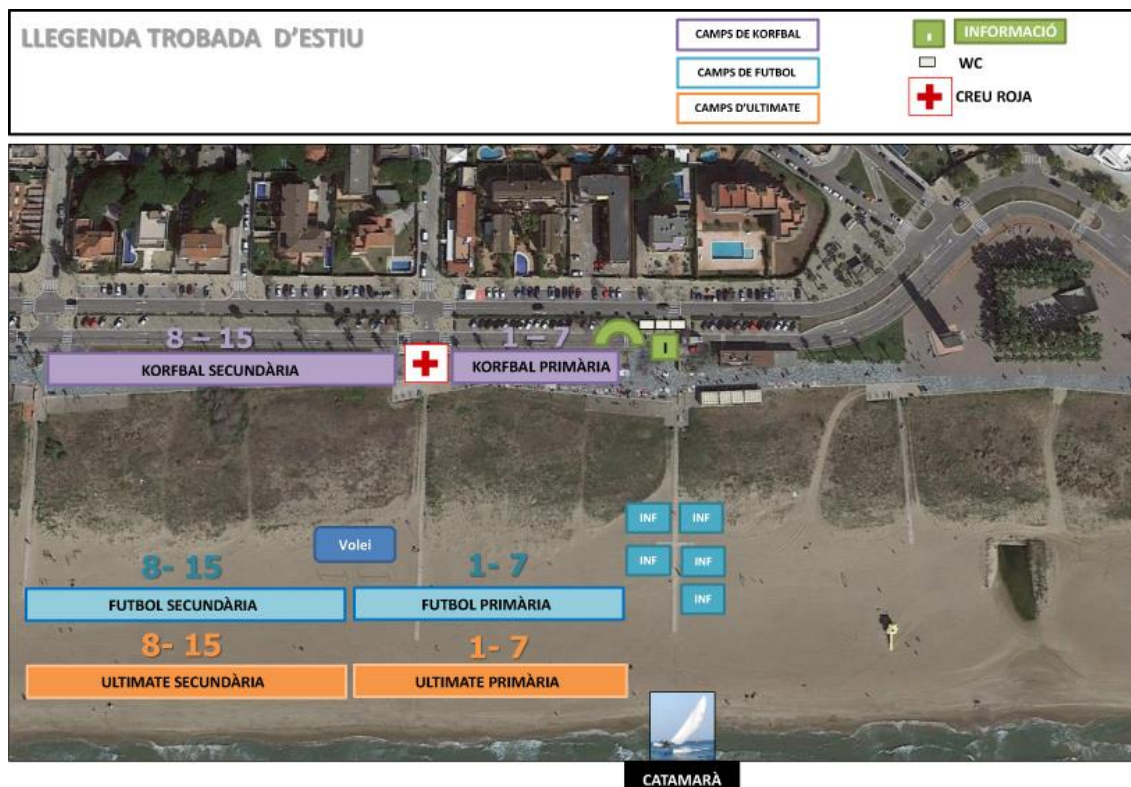 LLEGENDA TROBADA D'ESTIU
CAMPS DE KORFBAL
CAMPS DE FUTBOL
CAMPS D'ULTIMATE
I INFORMACIÓ
WC
CREU ROJA
8 – 15
1 – 7
I
KORFBAL SECUNDÀRIA
KORFBAL PRIMÀRIA
INF
INF
Volei
INF
INF
8- 15
1- 7
INF
FUTBOL SECUNDÀRIA
FUTBOL PRIMÀRIA
8- 15
1- 7
ULTIMATE SECUNDÀRIA
ULTIMATE PRIMÀRIA
CATAMARÀ